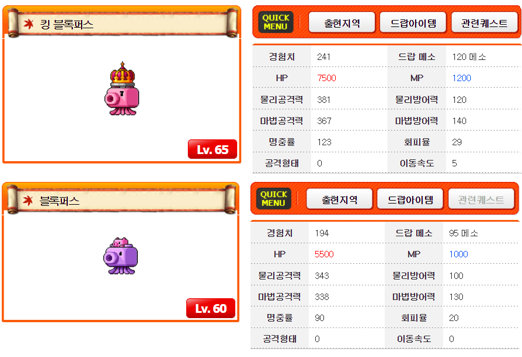 킹 블록퍼스
Lv. 65
QUICK MENU 출현지역 드랍아이템 관련퀘스트
경험치 241 드랍 메소 120 메소
HP 7500 MP 1200
물리공격력 381 물리방어력 120
마법공격력 367 마법방어력 140
명중률 123 회피율 29
공격형태 0 이동속도 5
블록퍼스
Lv. 60
QUICK MENU 출현지역 드랍아이템 관련퀘스트
경험치 194 드랍 메소 95 메소
HP 5500 MP 1000
물리공격력 343 물리방어력 100
마법공격력 338 마법방어력 130
명중률 90 회피율 20
공격형태 0 이동속도 0